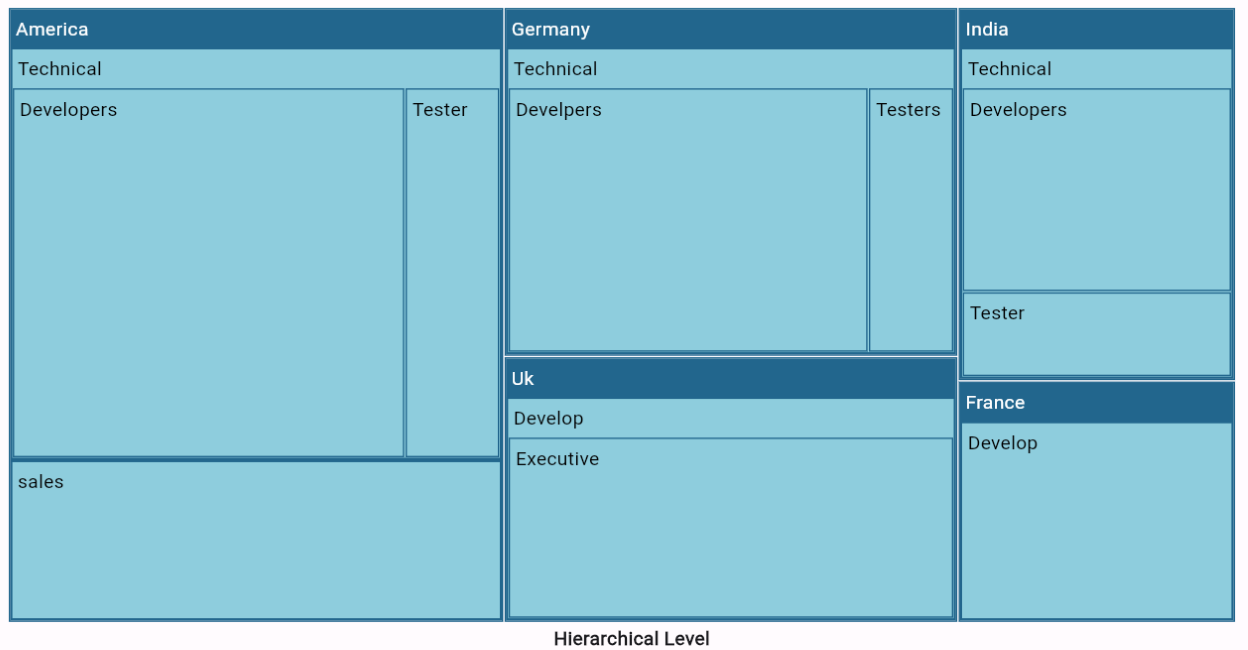 America
Technical
Developers
Tester
sales
Germany
Technical
Develpers
Testers
Uk
Develop
Executive
India
Technical
Developers
Tester
France
Develop
Hierarchical Level